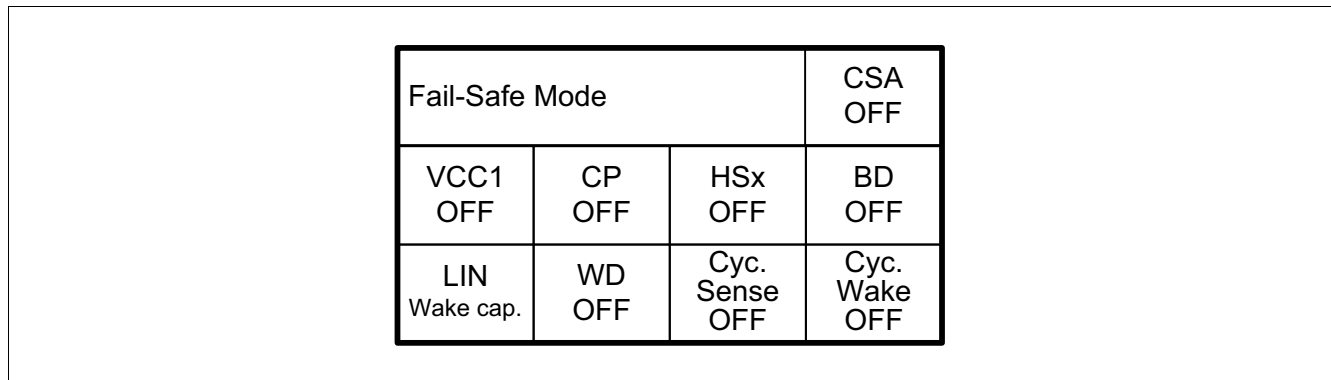 Fail-Safe Mode
CSA
OFF
VCC1
OFF
CP
OFF
HSx
OFF
BD
OFF
LIN
Wake cap.
WD
OFF
Cyc.
Sense
OFF
Cyc.
Wake
OFF